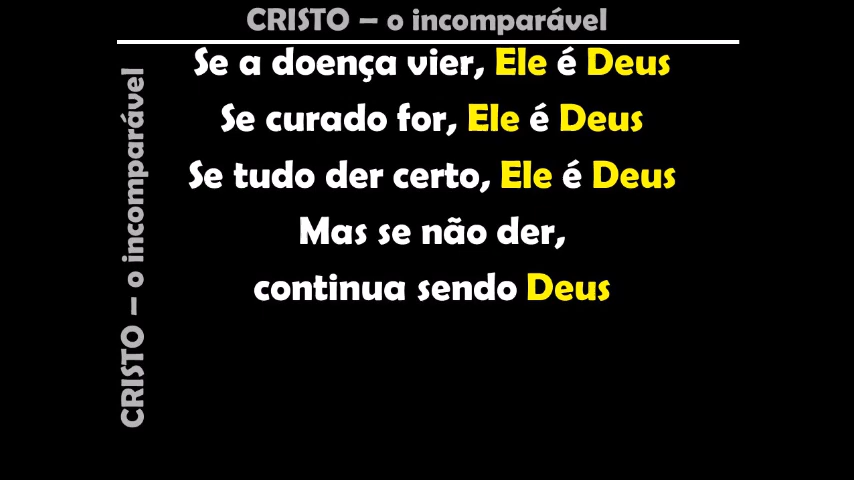 CRISTO – o incomparável
Se a doença vier, Ele é Deus
Se curado for, Ele é Deus
Se tudo der certo, Ele é Deus
Mas se não der,
continua sendo Deus
CRISTO – o incomparável